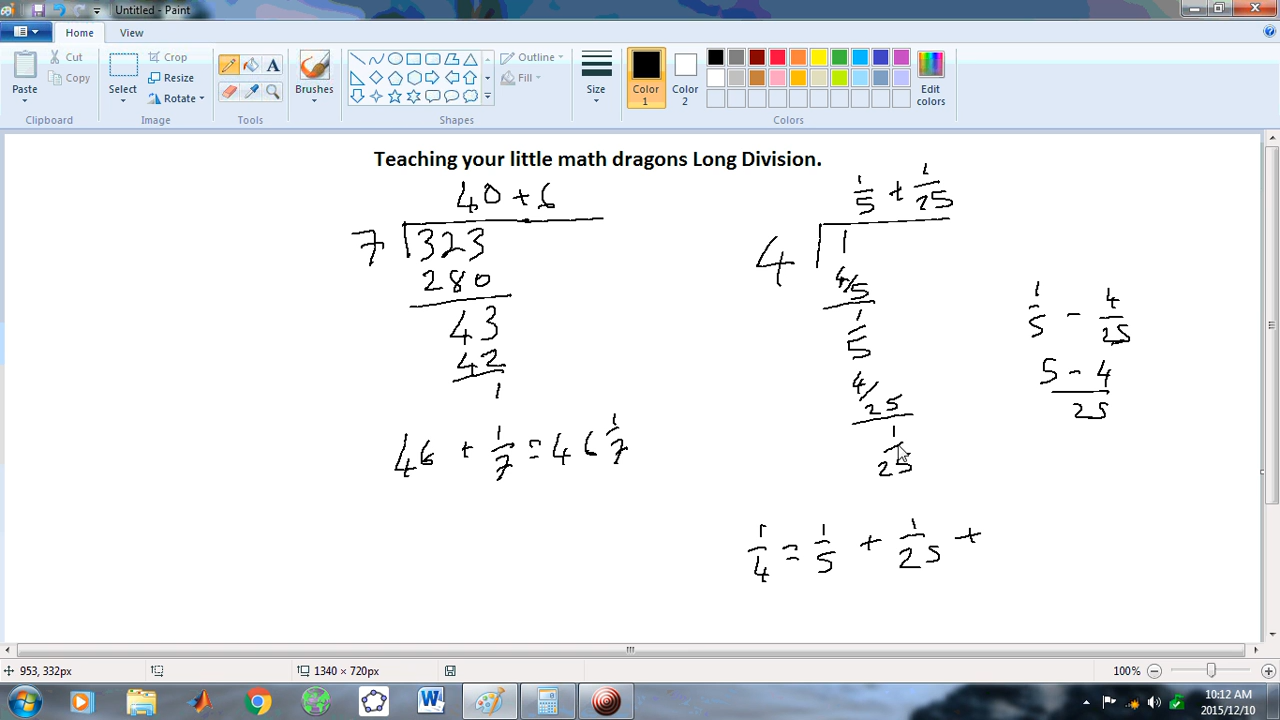 Untitled - Paint
Home
View
Paste
Cut
Copy
Clipboard
Select
Crop
Resize
Rotate
Image
Tools
Brushes
Shapes
Outline
Fill
Size
Color 1
Color 2
Edit colors
Colors
Teaching your little math dragons Long Division.
40 + 6
7 323
280
43
42
1
46 + 1/7 = 46 1/7
1/5 + 1/25
4 1
4/5
1/5
4/25
1/25
1/5 - 4/25
5 - 4
25
1/4 = 1/5 + 1/25 +
953, 332px
1340 × 720px
100%
10:12 AM
2015/12/10